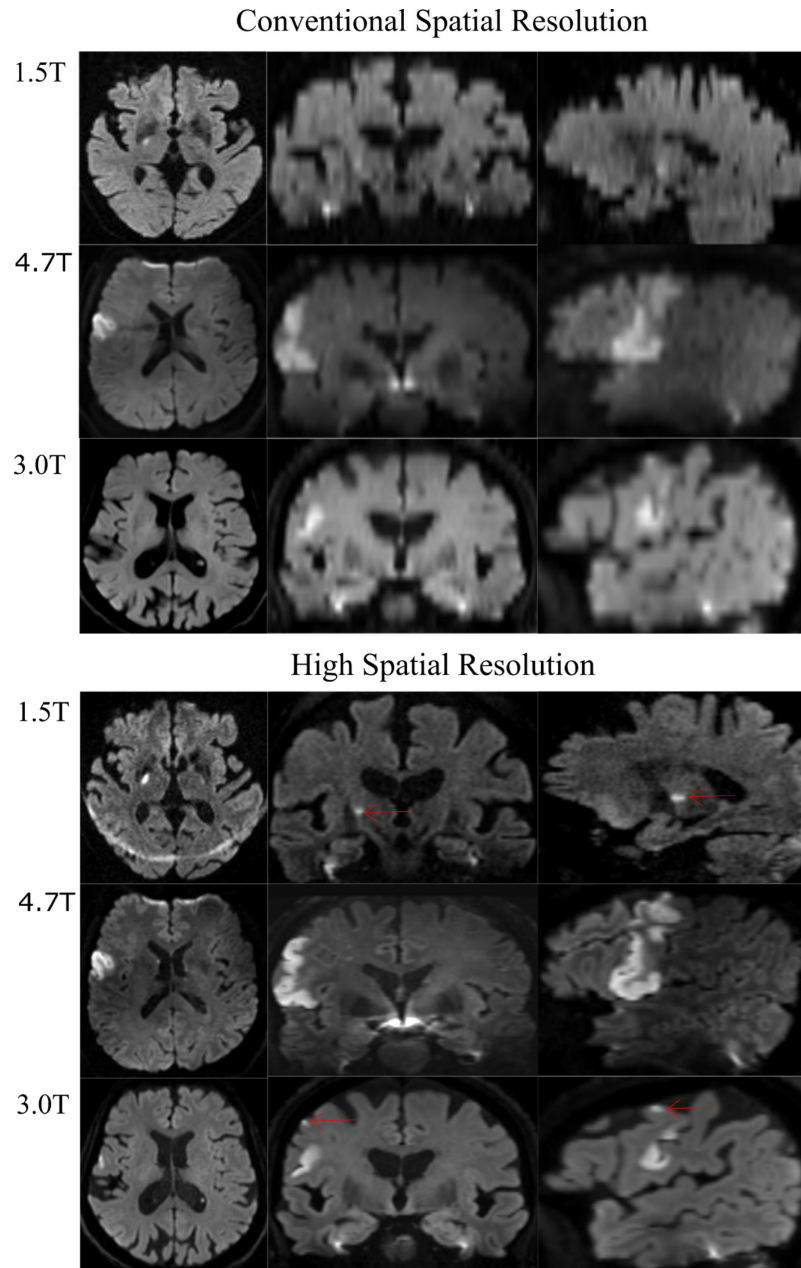 Conventional Spatial Resolution
1.5T
4.7T
3.0T
High Spatial Resolution
1.5T
4.7T
3.0T